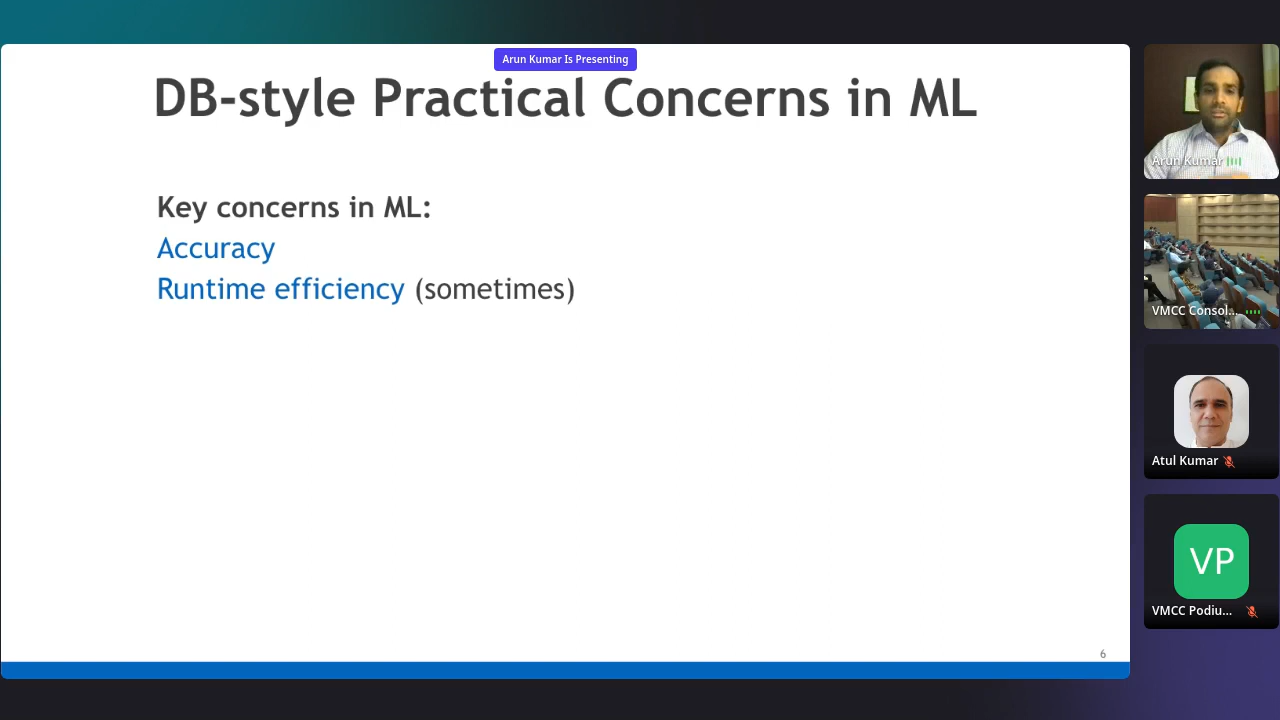 Arun Kumar Is Presenting
DB-style Practical Concerns in ML
Key concerns in ML:
Accuracy
Runtime efficiency (sometimes)
6
Arun Kumar
VMCC Consol...
Atul Kumar
VP
VMCC Podiu...